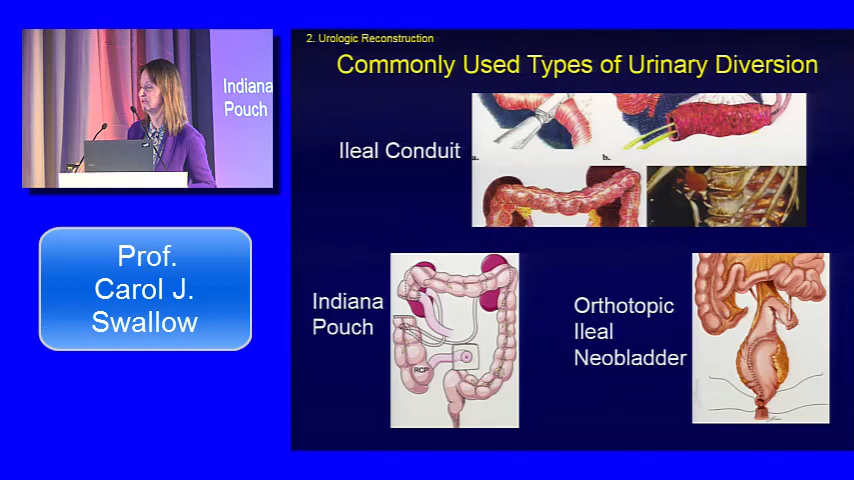 Indiana
Pouch
Prof.
Carol J.
Swallow
2. Urologic Reconstruction
Commonly Used Types of Urinary Diversion
Ileal Conduit
a.
b.
Indiana
Pouch
RCP
Orthotopic
Ileal
Neobladder